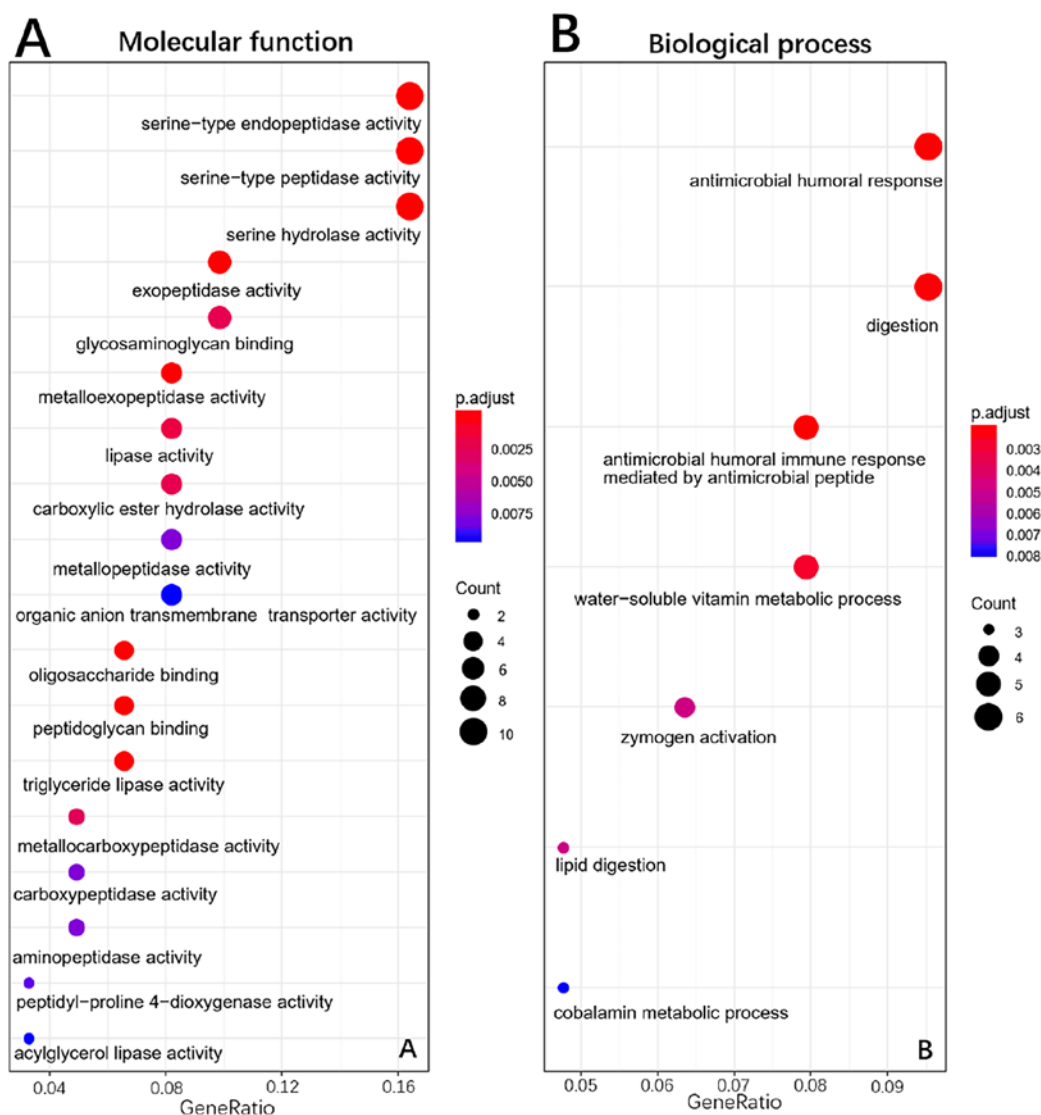 A
Molecular function
serine-type endopeptidase activity
serine-type peptidase activity
serine hydrolase activity
exopeptidase activity
glycosaminoglycan binding
metalloexopeptidase activity
lipase activity
carboxylic ester hydrolase activity
metallopeptidase activity
organic anion transmembrane transporter activity
oligosaccharide binding
peptidoglycan binding
triglyceride lipase activity
metallocarboxypeptidase activity
carboxypeptidase activity
aminopeptidase activity
peptidyl-proline 4-dioxygenase activity
acylglycerol lipase activity
A
0.04 0.08 0.12 0.16
GeneRatio
p.adjust
0.0025
0.0050
0.0075
Count
2
4
6
8
10
B
Biological process
antimicrobial humoral response
digestion
antimicrobial humoral immune response
mediated by antimicrobial peptide
water-soluble vitamin metabolic process
zymogen activation
lipid digestion
cobalamin metabolic process
B
0.05 0.06 0.07 0.08 0.09
GeneRatio
p.adjust
0.003
0.004
0.005
0.006
0.007
0.008
Count
3
4
5
6